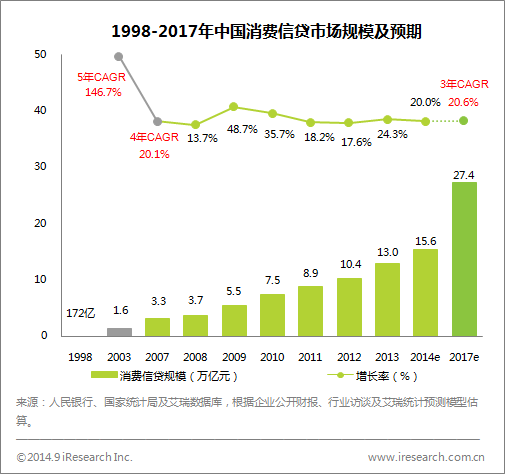 1998-2017年中国消费信贷市场规模及预期
50
40
30
20
10
0
5年CAGR
146.7%
4年CAGR
20.1%
13.7%
48.7%
35.7%
18.2%
17.6%
24.3%
20.0%
3年CAGR
20.6%
172亿
1.6
3.3
3.7
5.5
7.5
8.9
10.4
13.0
15.6
27.4
1998 2003 2007 2008 2009 2010 2011 2012 2013 2014e 2017e
消费信贷规模（万亿元） 增长率（%）
来源：人民银行、国家统计局及艾瑞数据库，根据企业公开财报、行业访谈及艾瑞统计预测模型估
算。
©2014.9 iResearch Inc. www.iresearch.com.cn